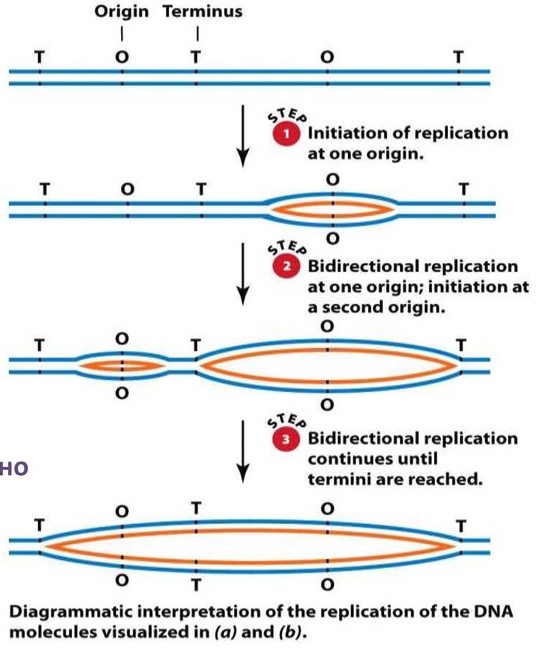 Origin Terminus
T O T O T
STEP 1 Initiation of replication
at one origin.
O
T O T T
O
STEP 2 Bidirectional replication
at one origin; initiation at
a second origin.
O
T O T T
O O
STEP 3 Bidirectional replication
HO
continues until
termini are reached.
T O T O T
O T O
Diagrammatic interpretation of the replication of the DNA
molecules visualized in (a) and (b).